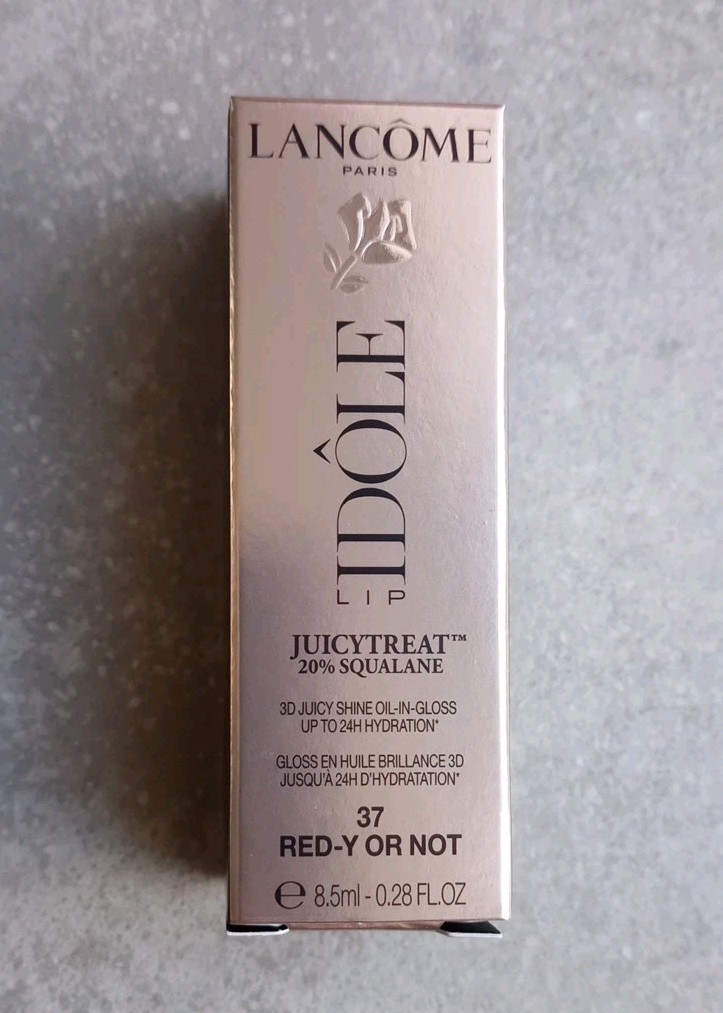 LANCÔME
PARIS
IDÔLE
LIP
JUICYTREAT™
20% SQUALANE
3D JUICY SHINE OIL-IN-GLOSS
UP TO 24H HYDRATION*
GLOSS EN HUILE BRILLANCE 3D
JUSQU'À 24H D'HYDRATATION*
37
RED-Y OR NOT
℮ 8.5ml - 0.28 FL.OZ